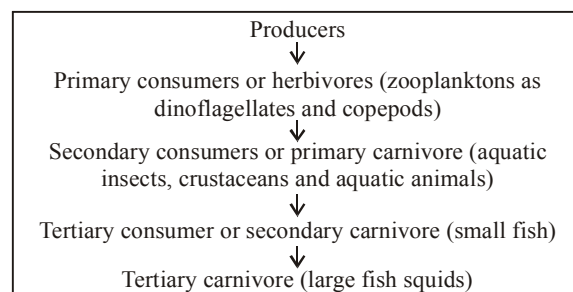 Producers
Primary consumers or herbivores (zooplanktons as
dinoflagellates and copepods)
Secondary consumers or primary carnivore (aquatic
insects, crustaceans and aquatic animals)
Tertiary consumer or secondary carnivore (small fish)
Tertiary carnivore (large fish squids)